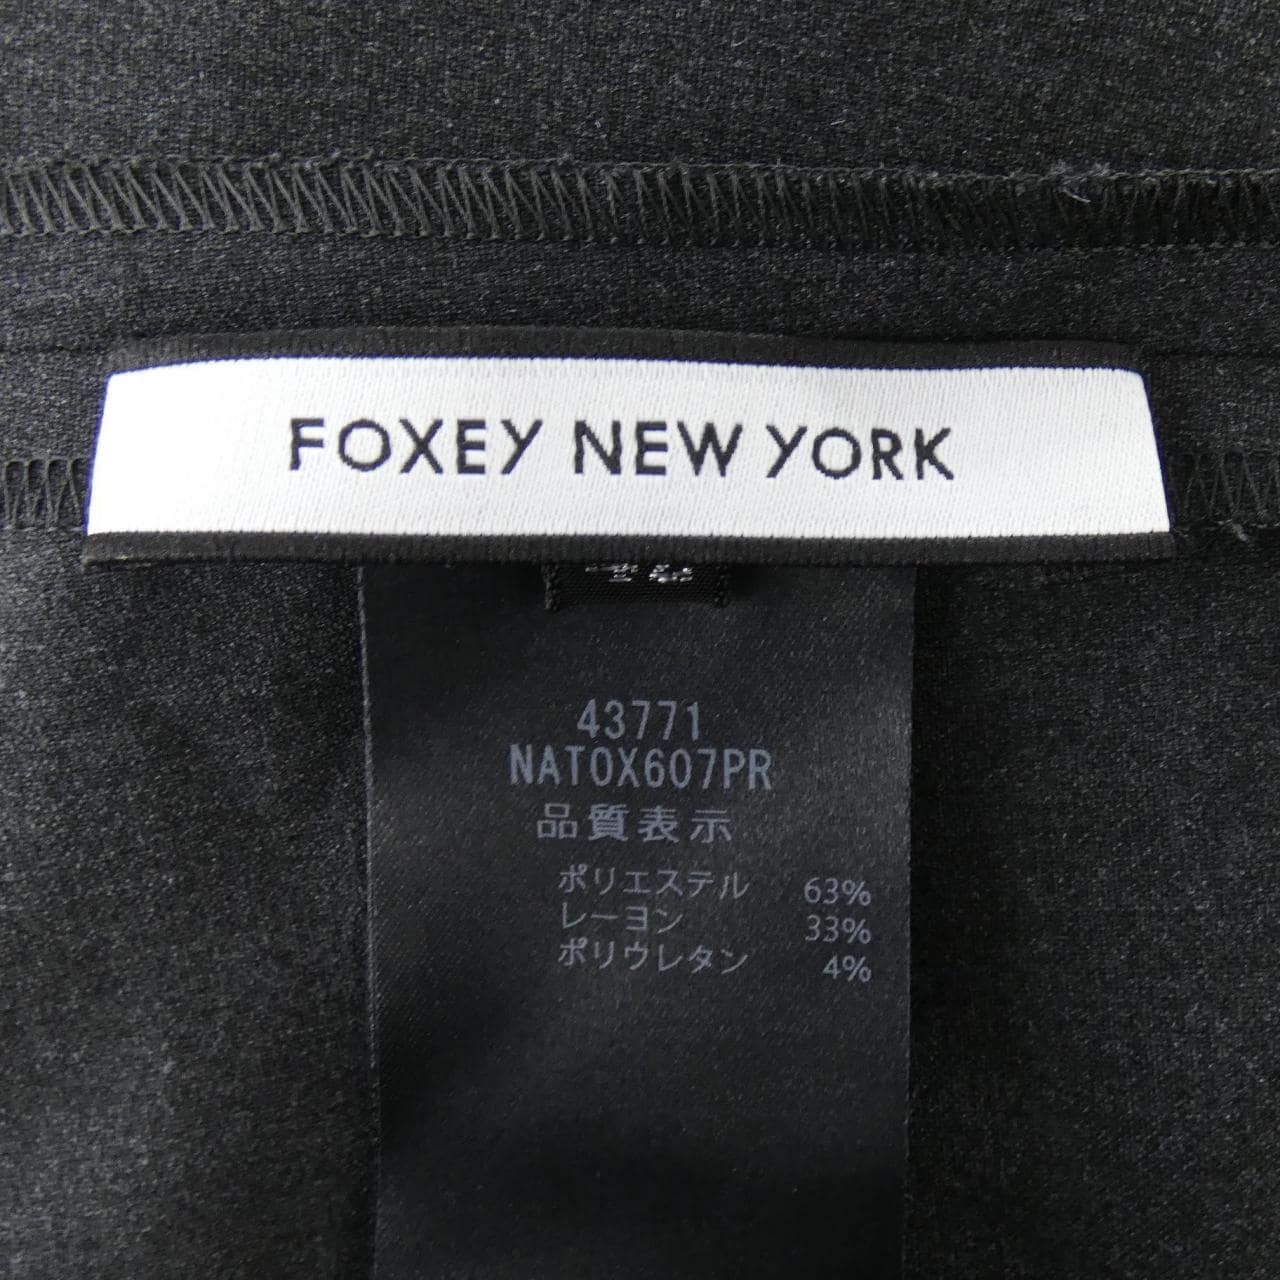 FOXEY NEW YORK
43771
NATOX607PR
品質表示
ポリエステル 63%
レーヨン 33%
ポリウレタン 4%